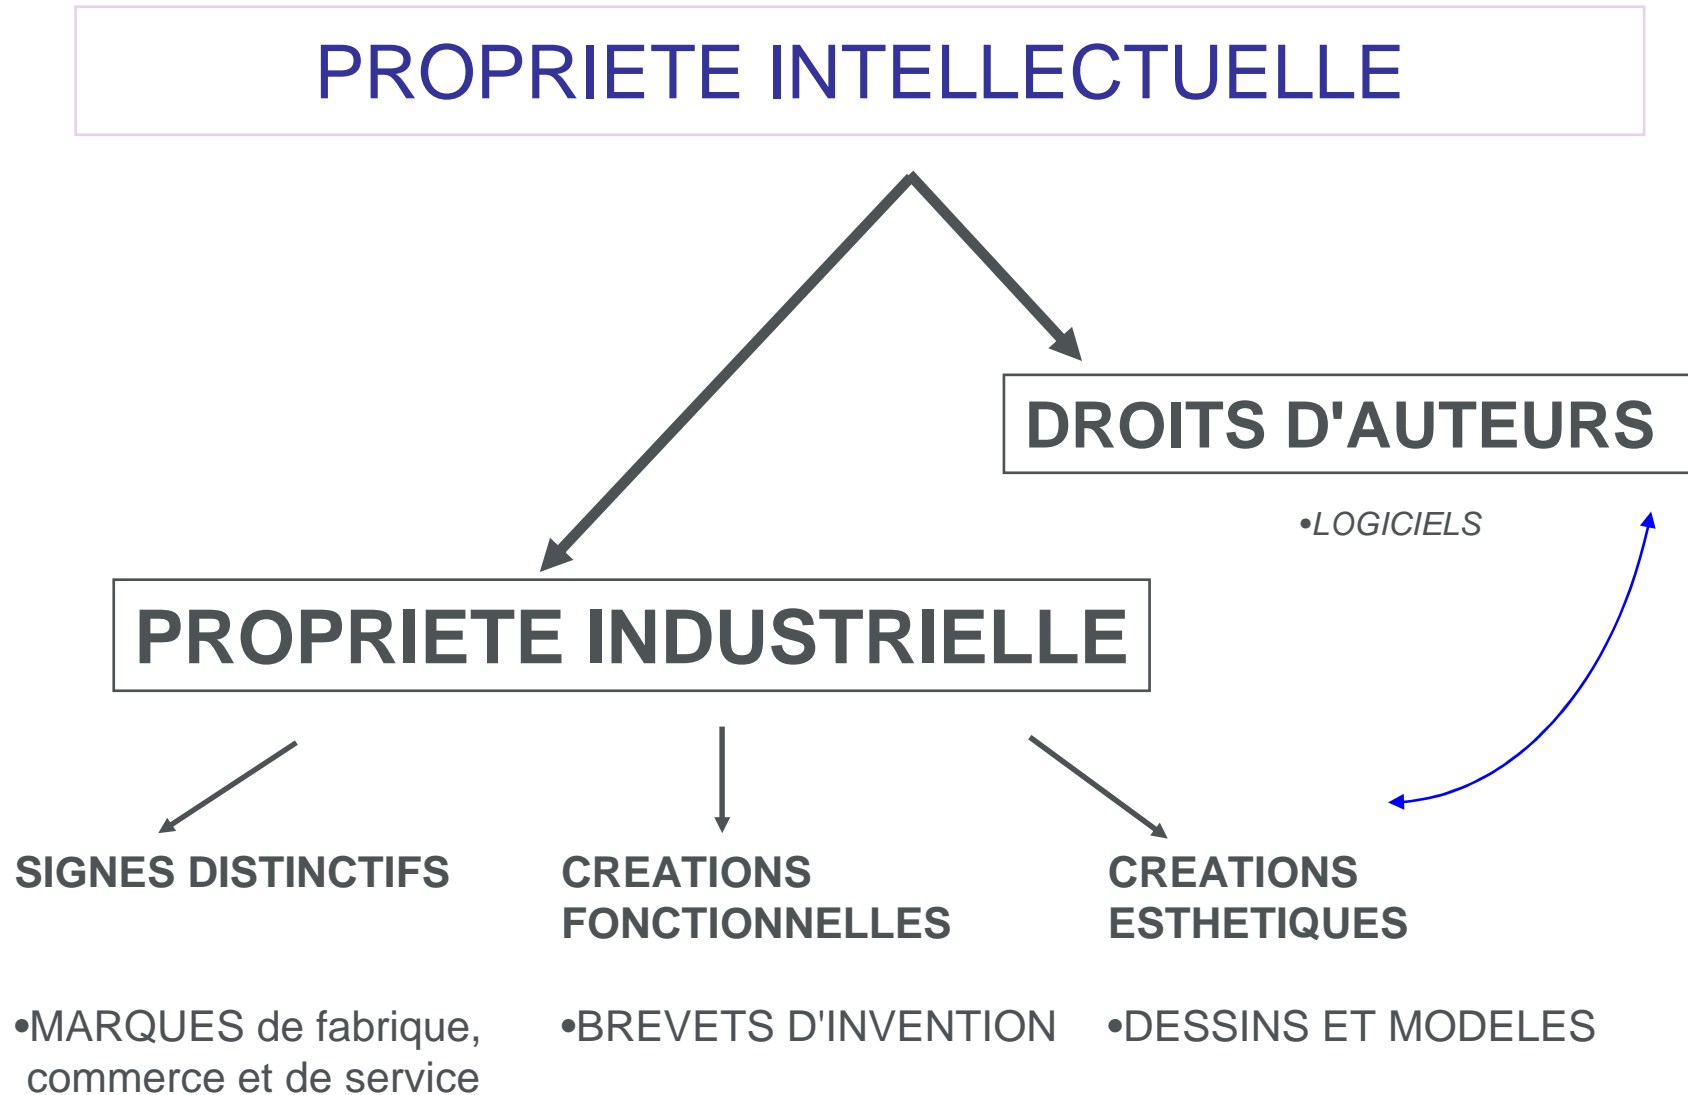 PROPRIETE INTELLECTUELLE
DROITS D'AUTEURS
•LOGICIELS
PROPRIETE INDUSTRIELLE
SIGNES DISTINCTIFS
•MARQUES de fabrique,
commerce et de service
CREATIONS
FONCTIONNELLES
•BREVETS D'INVENTION
CREATIONS
ESTHETIQUES
•DESSINS ET MODELES